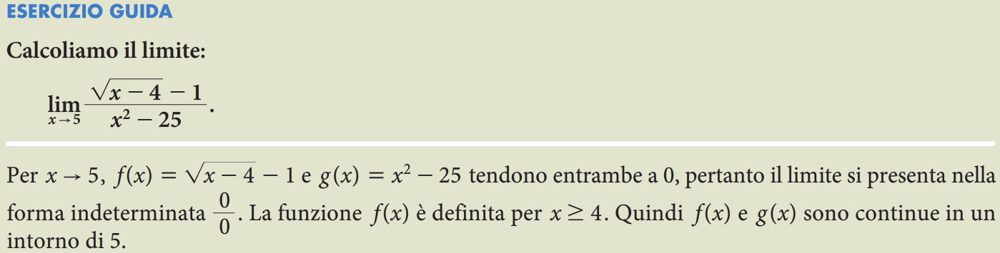 ESERCIZIO GUIDA
Calcoliamo il limite:
lim x→5 (√(x − 4) − 1)/(x² − 25).
Per x → 5, f(x) = √(x − 4) − 1 e g(x) = x² − 25 tendono entrambe a 0, pertanto il limite si presenta nella
forma indeterminata 0/0. La funzione f(x) è definita per x ≥ 4. Quindi f(x) e g(x) sono continue in un
intorno di 5.